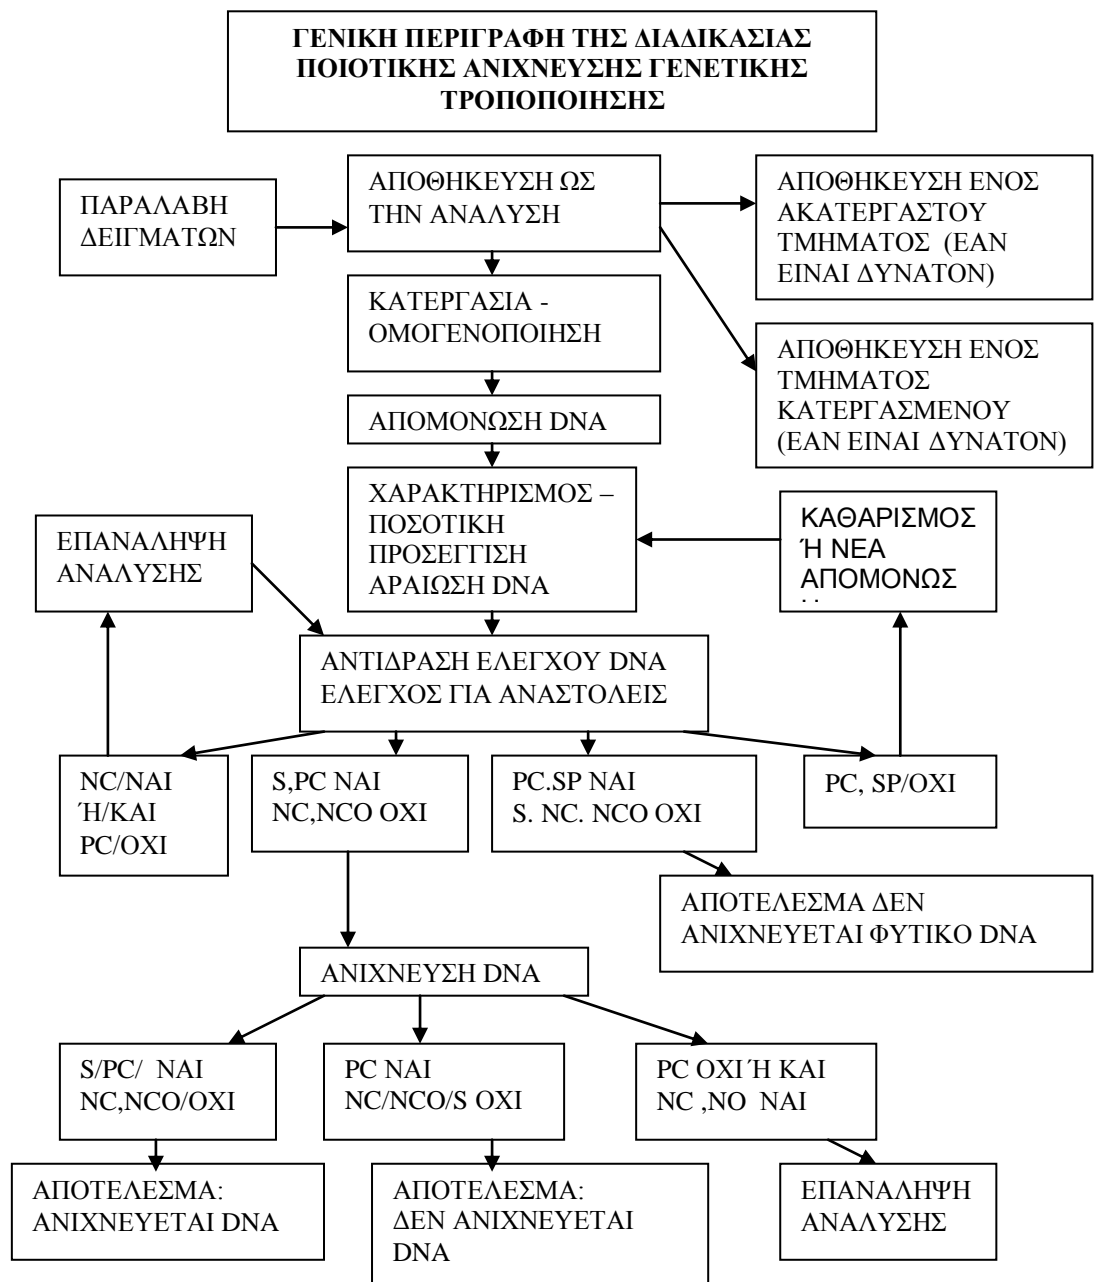 ΓΕΝΙΚΗ ΠΕΡΙΓΡΑΦΗ ΤΗΣ ΔΙΑΔΙΚΑΣΙΑΣ
ΠΟΙΟΤΙΚΗΣ ΑΝΙΧΝΕΥΣΗΣ ΓΕΝΕΤΙΚΗΣ
ΤΡΟΠΟΠΟΙΗΣΗΣ
ΠΑΡΑΛΑΒΗ
ΔΕΙΓΜΑΤΩΝ
ΑΠΟΘΗΚΕΥΣΗ ΩΣ
ΤΗΝ ΑΝΑΛΥΣΗ
ΑΠΟΘΗΚΕΥΣΗ ΕΝΟΣ
ΑΚΑΤΕΡΓΑΣΤΟΥ
ΤΜΗΜΑΤΟΣ (ΕΑΝ
ΕΙΝΑΙ ΔΥΝΑΤΟΝ)
ΚΑΤΕΡΓΑΣΙΑ -
ΟΜΟΓΕΝΟΠΟΙΗΣΗ
ΑΠΟΘΗΚΕΥΣΗ ΕΝΟΣ
ΤΜΗΜΑΤΟΣ
ΚΑΤΕΡΓΑΣΜΕΝΟΥ
(ΕΑΝ ΕΙΝΑΙ ΔΥΝΑΤΟΝ)
ΑΠΟΜΟΝΩΣΗ DNA
ΧΑΡΑΚΤΗΡΙΣΜΟΣ –
ΠΟΣΟΤΙΚΗ
ΠΡΟΣΕΓΓΙΣΗ
ΑΡΑΙΩΣΗ DNA
ΕΠΑΝΑΛΗΨΗ
ΑΝΑΛΥΣΗΣ
ΚΑΘΑΡΙΣΜΟΣ
Ή ΝΕΑ
ΑΠΟΜΟΝΩΣ
ΑΝΤΙΔΡΑΣΗ ΕΛΕΓΧΟΥ DNA
ΕΛΕΓΧΟΣ ΓΙΑ ΑΝΑΣΤΟΛΕΙΣ
NC/ΝΑΙ
Ή/ΚΑΙ
PC/ΟΧΙ
S,PC ΝΑΙ
NC,NCO ΟΧΙ
PC.SP ΝΑΙ
S. NC. NCO ΟΧΙ
PC, SP/ΟΧΙ
ΑΠΟΤΕΛΕΣΜΑ ΔΕΝ
ΑΝΙΧΝΕΥΕΤΑΙ ΦΥΤΙΚΟ DNA
ΑΝΙΧΝΕΥΣΗ DNA
S/PC/ ΝΑΙ
NC,NCO/ΟΧΙ
PC ΝΑΙ
NC/NCO/S ΟΧΙ
PC ΟΧΙ Ή ΚΑΙ
NC ,NO ΝΑΙ
ΑΠΟΤΕΛΕΣΜΑ:
ΑΝΙΧΝΕΥΕΤΑΙ DNA
ΑΠΟΤΕΛΕΣΜΑ:
ΔΕΝ ΑΝΙΧΝΕΥΕΤΑΙ
DNA
ΕΠΑΝΑΛΗΨΗ
ΑΝΑΛΥΣΗΣ